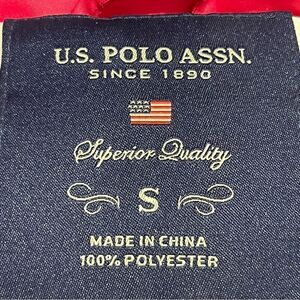 U.S. POLO ASSN.
SINCE 1890
Superior Quality
S
MADE IN CHINA
100% POLYESTER